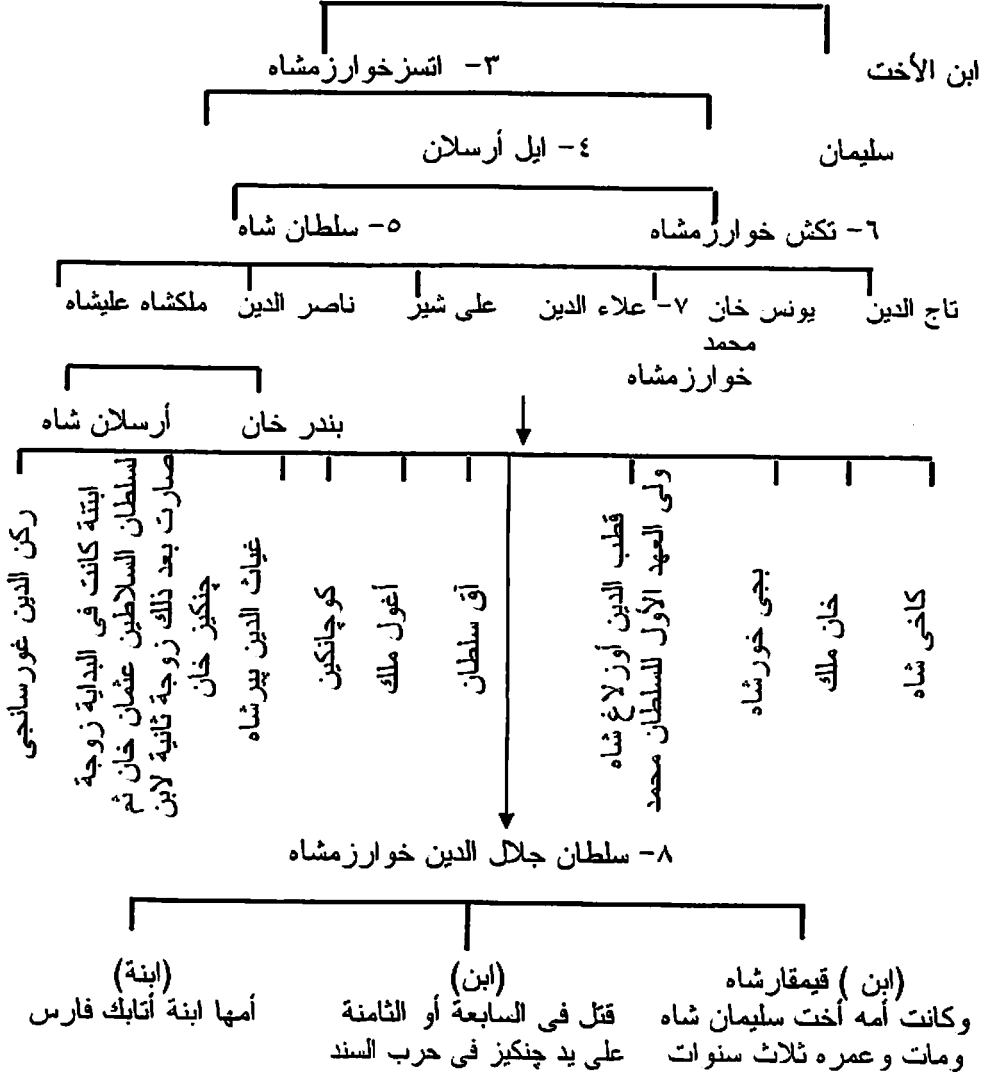 ابن الأخت
٣- اتسزخوارزمشاه
سليمان
٤- ايل أرسلان
٦- تكش خوارزمشاه
٥- سلطان شاه
تاج الدين
يونس خان
٧- علاء الدين
محمد
خوارزمشاه
على شير
ناصر الدين
ملكشاه عليشاه
بندر خان
أرسلان شاه
كاخى شاه
خان ملك
بجى خورشاه
قطب الدين أوزلاغ شاه
ولى العهد الأول للسلطان محمد
آق سلطان
أغول ملك
كوچانكين
غياث الدين بيرشاه
ابنتة كانت فى البداية زوجة
لسلطان السلاطين عثمان خان ثم
صارت بعد ذلك زوجة ثانية لابن
چنكيز خان
ركن الدين غورسانجى
٨- سلطان جلال الدين خوارزمشاه
(ابن ) قيمقارشاه
وكانت أمه أخت سليمان شاه
ومات وعمره ثلاث سنوات
(ابن)
قتل فى السابعة أو الثامنة
على يد چنكيز فى حرب السند
(ابنة)
أمها ابنة أتابك فارس